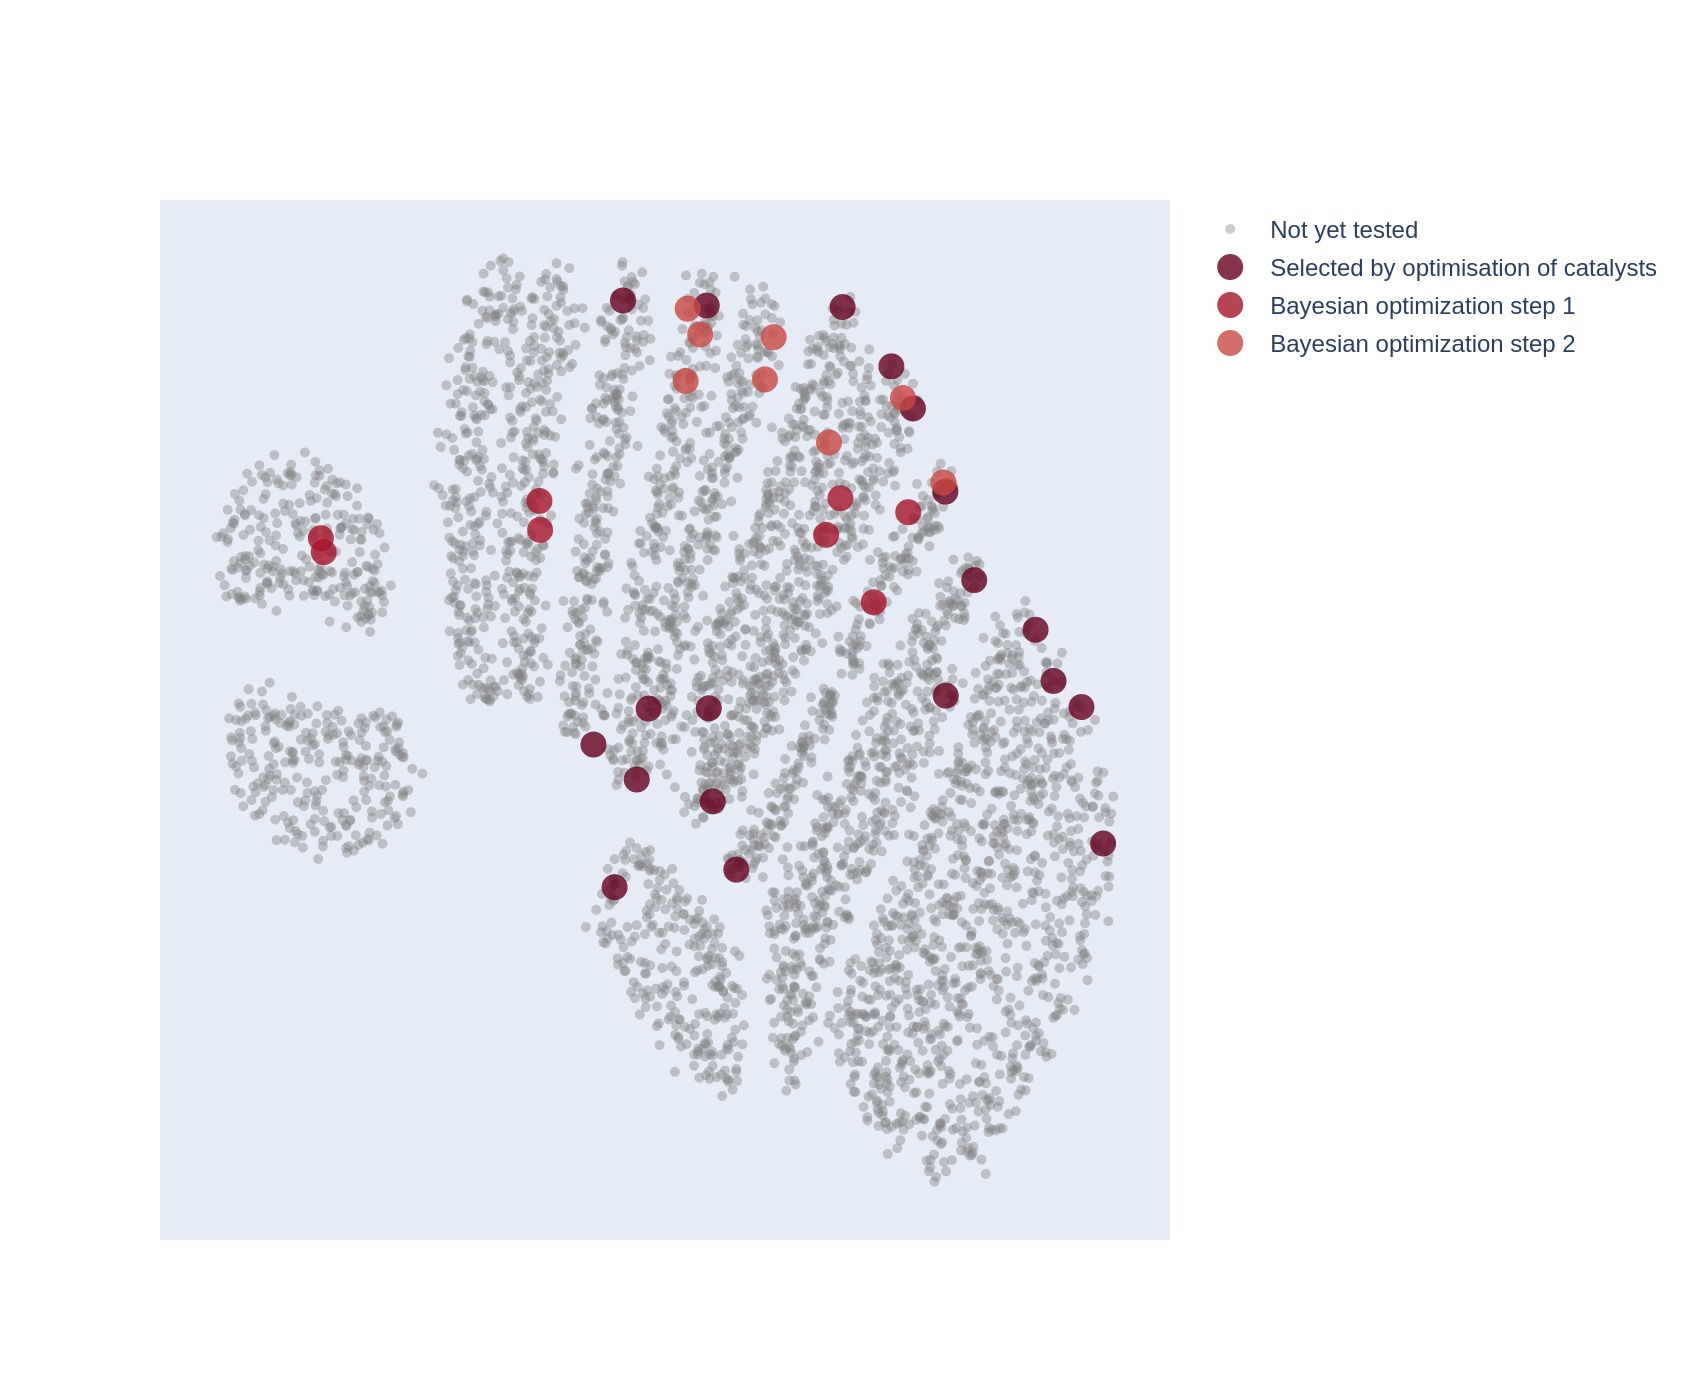 Not yet tested
Selected by optimisation of catalysts
Bayesian optimization step 1
Bayesian optimization step 2